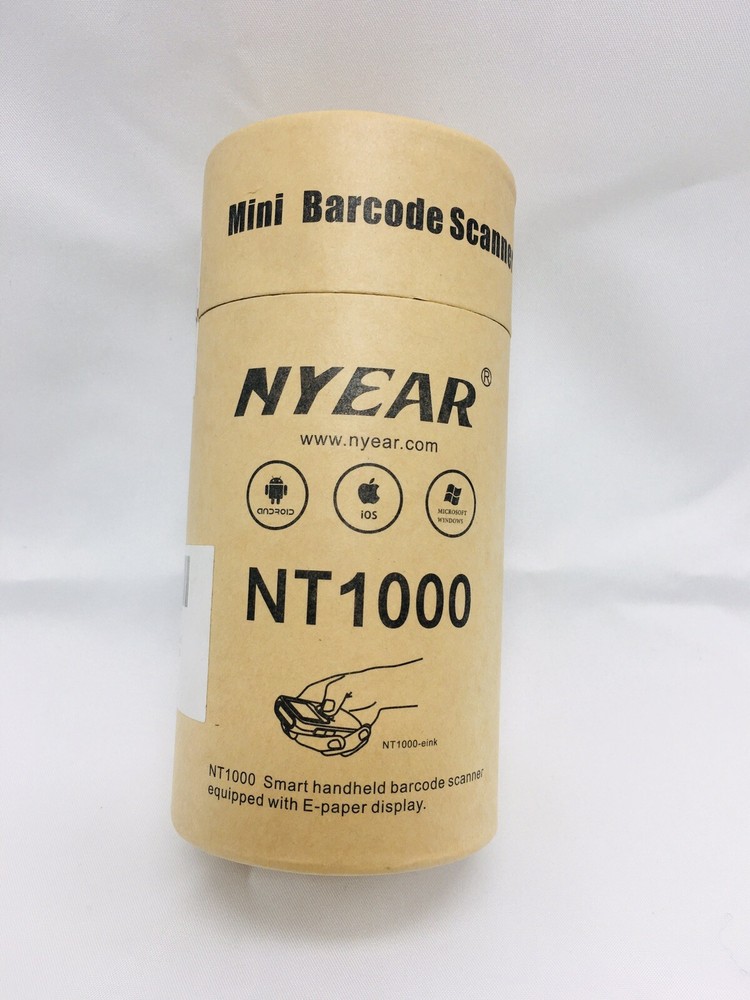 Mini Barcode Scanne
NYEAR®
www.nyear.com
ANDROID
iOS
MICROSOFT
WINDOWS
NT1000
NT1000-eink
NT1000 Smart handheld barcode scanner
equipped with E-paper display.